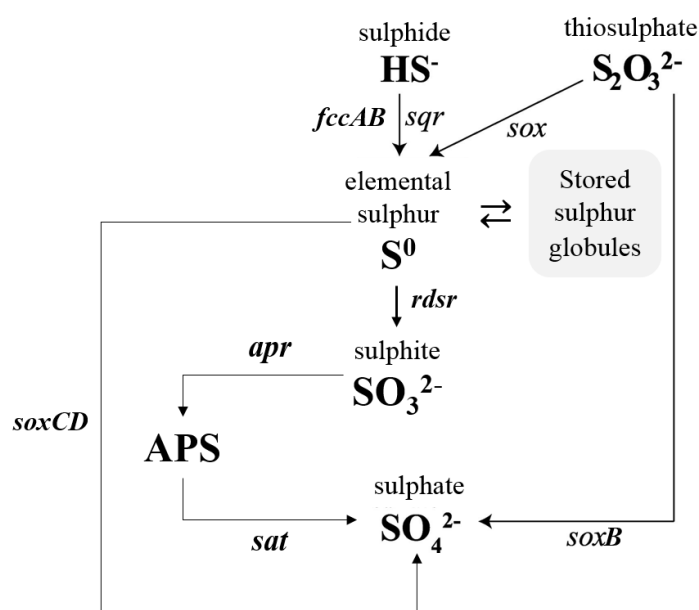 sulphide
HS-
thiosulphate
S2O3 2-
fccAB
sqr
sox
elemental
sulphur
S0
Stored
sulphur
globules
rdsr
apr
sulphite
SO3 2-
soxCD
APS
sulphate
SO4 2-
sat
soxB